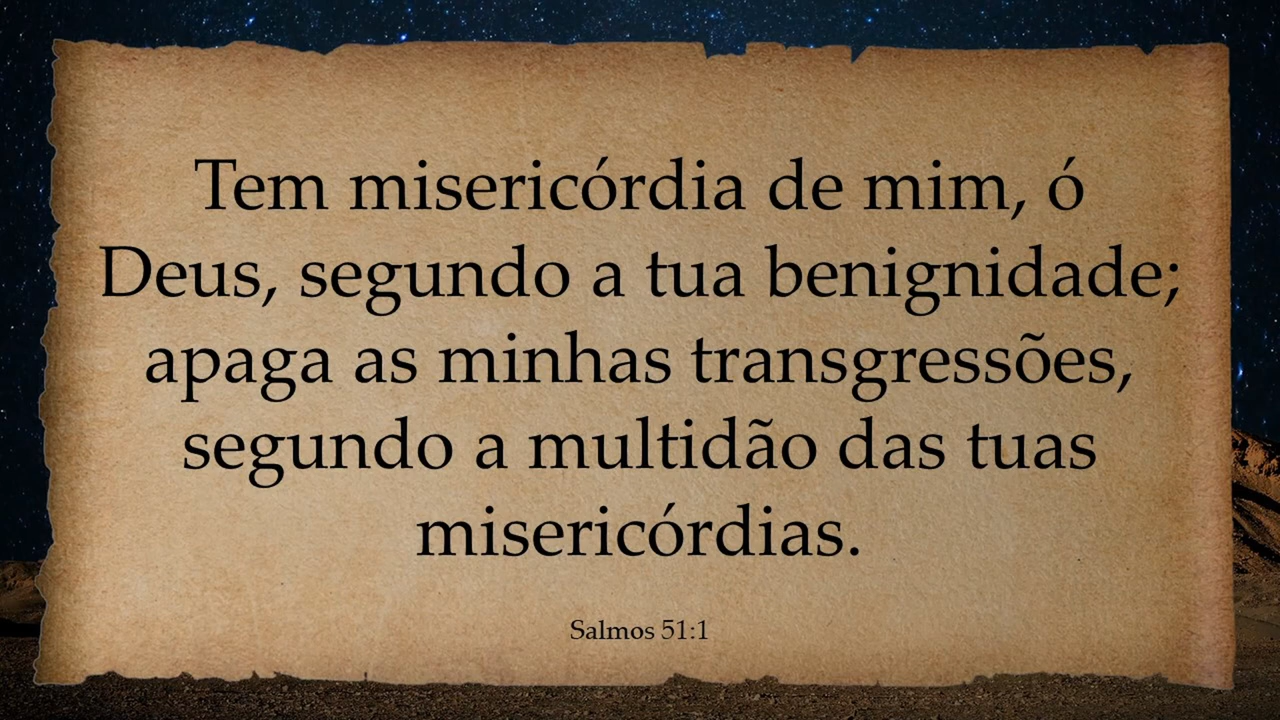 Tem misericórdia de mim, ó
Deus, segundo a tua benignidade;
apaga as minhas transgressões,
segundo a multidão das tuas
misericórdias.
Salmos 51:1